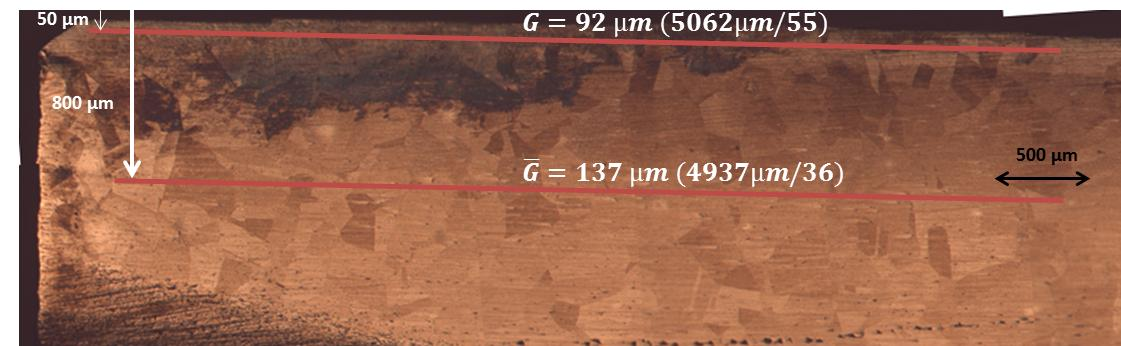 50 µm
G = 92 µm (5062µm/55)
800 µm
G̅ = 137 µm (4937µm/36)
500 µm